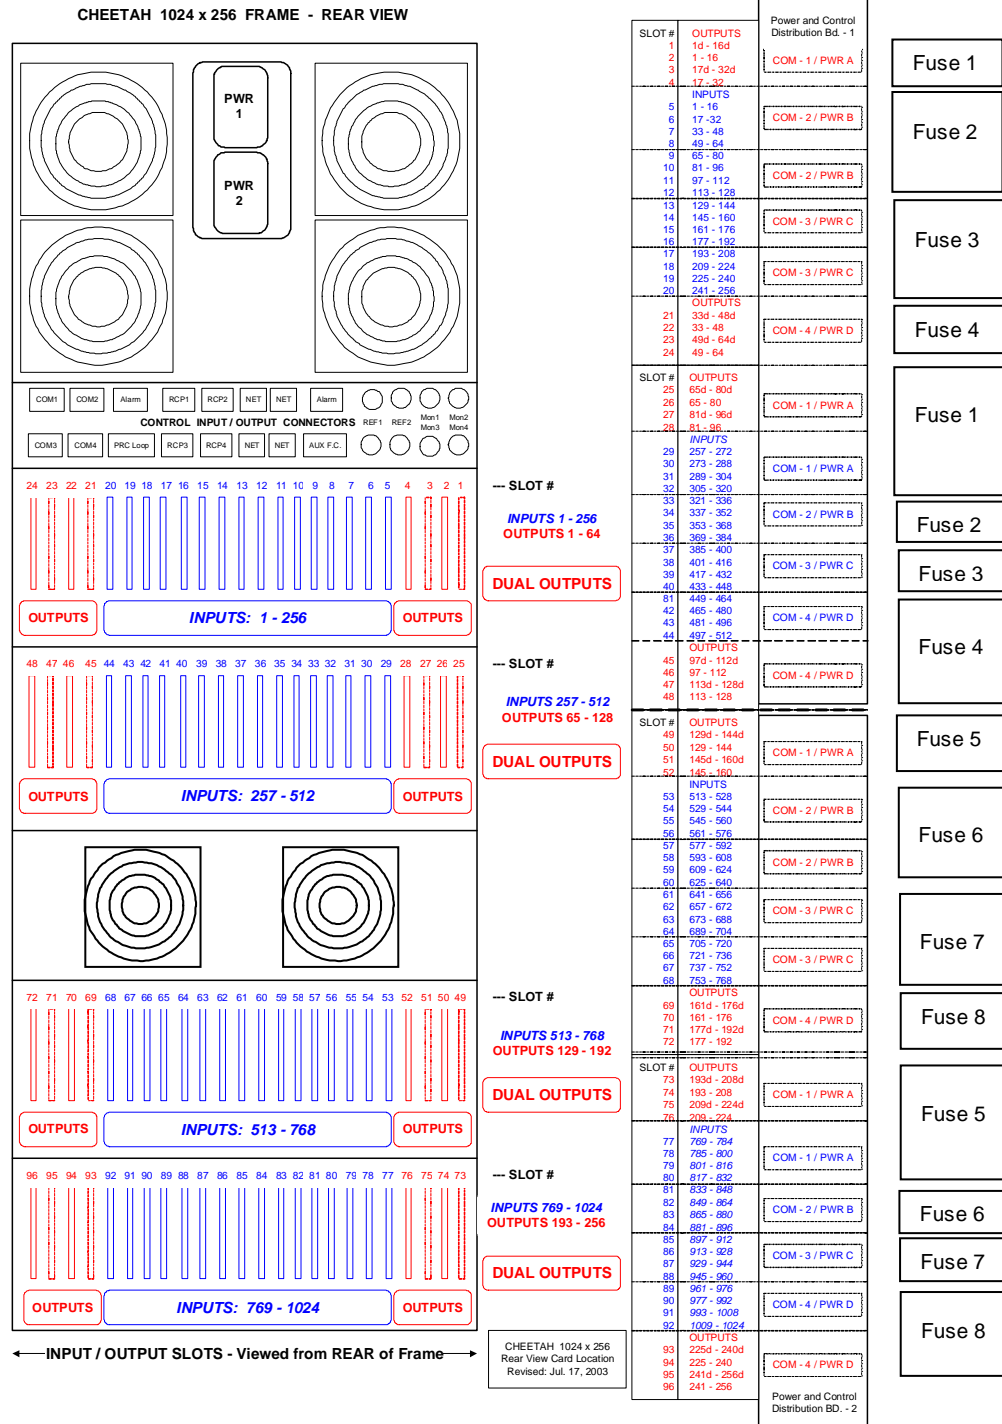 CHEETAH 1024 x 256 FRAME - REAR VIEW
PWR
1
PWR
2
COM1 COM2 Alarm RCP1 RCP2 NET NET Alarm
CONTROL INPUT / OUTPUT CONNECTORS REF1 REF2 Mon1 Mon2
Mon3 Mon4
COM3 COM4 PRC Loop RCP3 RCP4 NET NET AUX F.C.
24 23 22 21 20 19 18 17 16 15 14 13 12 11 10 9 8 7 6 5 4 3 2 1
--- SLOT #
INPUTS 1 - 256
OUTPUTS 1 - 64
DUAL OUTPUTS
OUTPUTS INPUTS: 1 - 256 OUTPUTS
48 47 46 45 44 43 42 41 40 39 38 37 36 35 34 33 32 31 30 29 28 27 26 25
--- SLOT #
INPUTS 257 - 512
OUTPUTS 65 - 128
DUAL OUTPUTS
OUTPUTS INPUTS: 257 - 512 OUTPUTS
72 71 70 69 68 67 66 65 64 63 62 61 60 59 58 57 56 55 54 53 52 51 50 49
--- SLOT #
INPUTS 513 - 768
OUTPUTS 129 - 192
DUAL OUTPUTS
OUTPUTS INPUTS: 513 - 768 OUTPUTS
96 95 94 93 92 91 90 89 88 87 86 85 84 83 82 81 80 79 78 77 76 75 74 73
--- SLOT #
INPUTS 769 - 1024
OUTPUTS 193 - 256
DUAL OUTPUTS
OUTPUTS INPUTS: 769 - 1024 OUTPUTS
INPUT / OUTPUT SLOTS - Viewed from REAR of Frame
CHEETAH 1024 x 256
Rear View Card Location
Revised: Jul. 17, 2003
Power and Control
Distribution Bd. - 1
SLOT # OUTPUTS
1 1d - 16d
2 1 - 16
3 17d - 32d
4 17 - 32
COM - 1 / PWR A
Fuse 1
INPUTS
5 1 - 16
6 17 -32
7 33 - 48
8 49 - 64
COM - 2 / PWR B
Fuse 2
9 65 - 80
10 81 - 96
11 97 - 112
12 113 - 128
COM - 2 / PWR B
13 129 - 144
14 145 - 160
15 161 - 176
16 177 - 192
COM - 3 / PWR C
Fuse 3
17 193 - 208
18 209 - 224
19 225 - 240
20 241 - 256
COM - 3 / PWR C
OUTPUTS
21 33d - 48d
22 33 - 48
23 49d - 64d
24 49 - 64
COM - 4 / PWR D
Fuse 4
SLOT # OUTPUTS
25 65d - 80d
26 65 - 80
27 81d - 96d
28 81 - 96
COM - 1 / PWR A
Fuse 1
INPUTS
29 257 - 272
30 273 - 288
31 289 - 304
32 305 - 320
COM - 1 / PWR A
33 321 - 336
34 337 - 352
35 353 - 368
36 369 - 384
COM - 2 / PWR B
Fuse 2
37 385 - 400
38 401 - 416
39 417 - 432
40 433 - 448
COM - 3 / PWR C
Fuse 3
81 449 - 464
42 465 - 480
43 481 - 496
44 497 - 512
COM - 4 / PWR D
Fuse 4
OUTPUTS
45 97d - 112d
46 97 - 112
47 113d - 128d
48 113 - 128
COM - 4 / PWR D
SLOT # OUTPUTS
49 129d - 144d
50 129 - 144
51 145d - 160d
52 145 - 160
COM - 1 / PWR A
Fuse 5
INPUTS
53 513 - 528
54 529 - 544
55 545 - 560
56 561 - 576
COM - 2 / PWR B
Fuse 6
57 577 - 592
58 593 - 608
59 609 - 624
60 625 - 640
COM - 2 / PWR B
61 641 - 656
62 657 - 672
63 673 - 688
64 689 - 704
COM - 3 / PWR C
Fuse 7
65 705 - 720
66 721 - 736
67 737 - 752
68 753 - 768
COM - 3 / PWR C
OUTPUTS
69 161d - 176d
70 161 - 176
71 177d - 192d
72 177 - 192
COM - 4 / PWR D
Fuse 8
SLOT # OUTPUTS
73 193d - 208d
74 193 - 208
75 209d - 224d
76 209 - 224
COM - 1 / PWR A
Fuse 5
INPUTS
77 769 - 784
78 785 - 800
79 801 - 816
80 817 - 832
COM - 1 / PWR A
81 833 - 848
82 849 - 864
83 865 - 880
84 881 - 896
COM - 2 / PWR B
Fuse 6
85 897 - 912
86 913 - 928
87 929 - 944
88 945 - 960
COM - 3 / PWR C
Fuse 7
89 961 - 976
90 977 - 992
91 993 - 1008
92 1009 - 1024
COM - 4 / PWR D
Fuse 8
OUTPUTS
93 225d - 240d
94 225 - 240
95 241d - 256d
96 241 - 256
COM - 4 / PWR D
Power and Control
Distribution BD. - 2